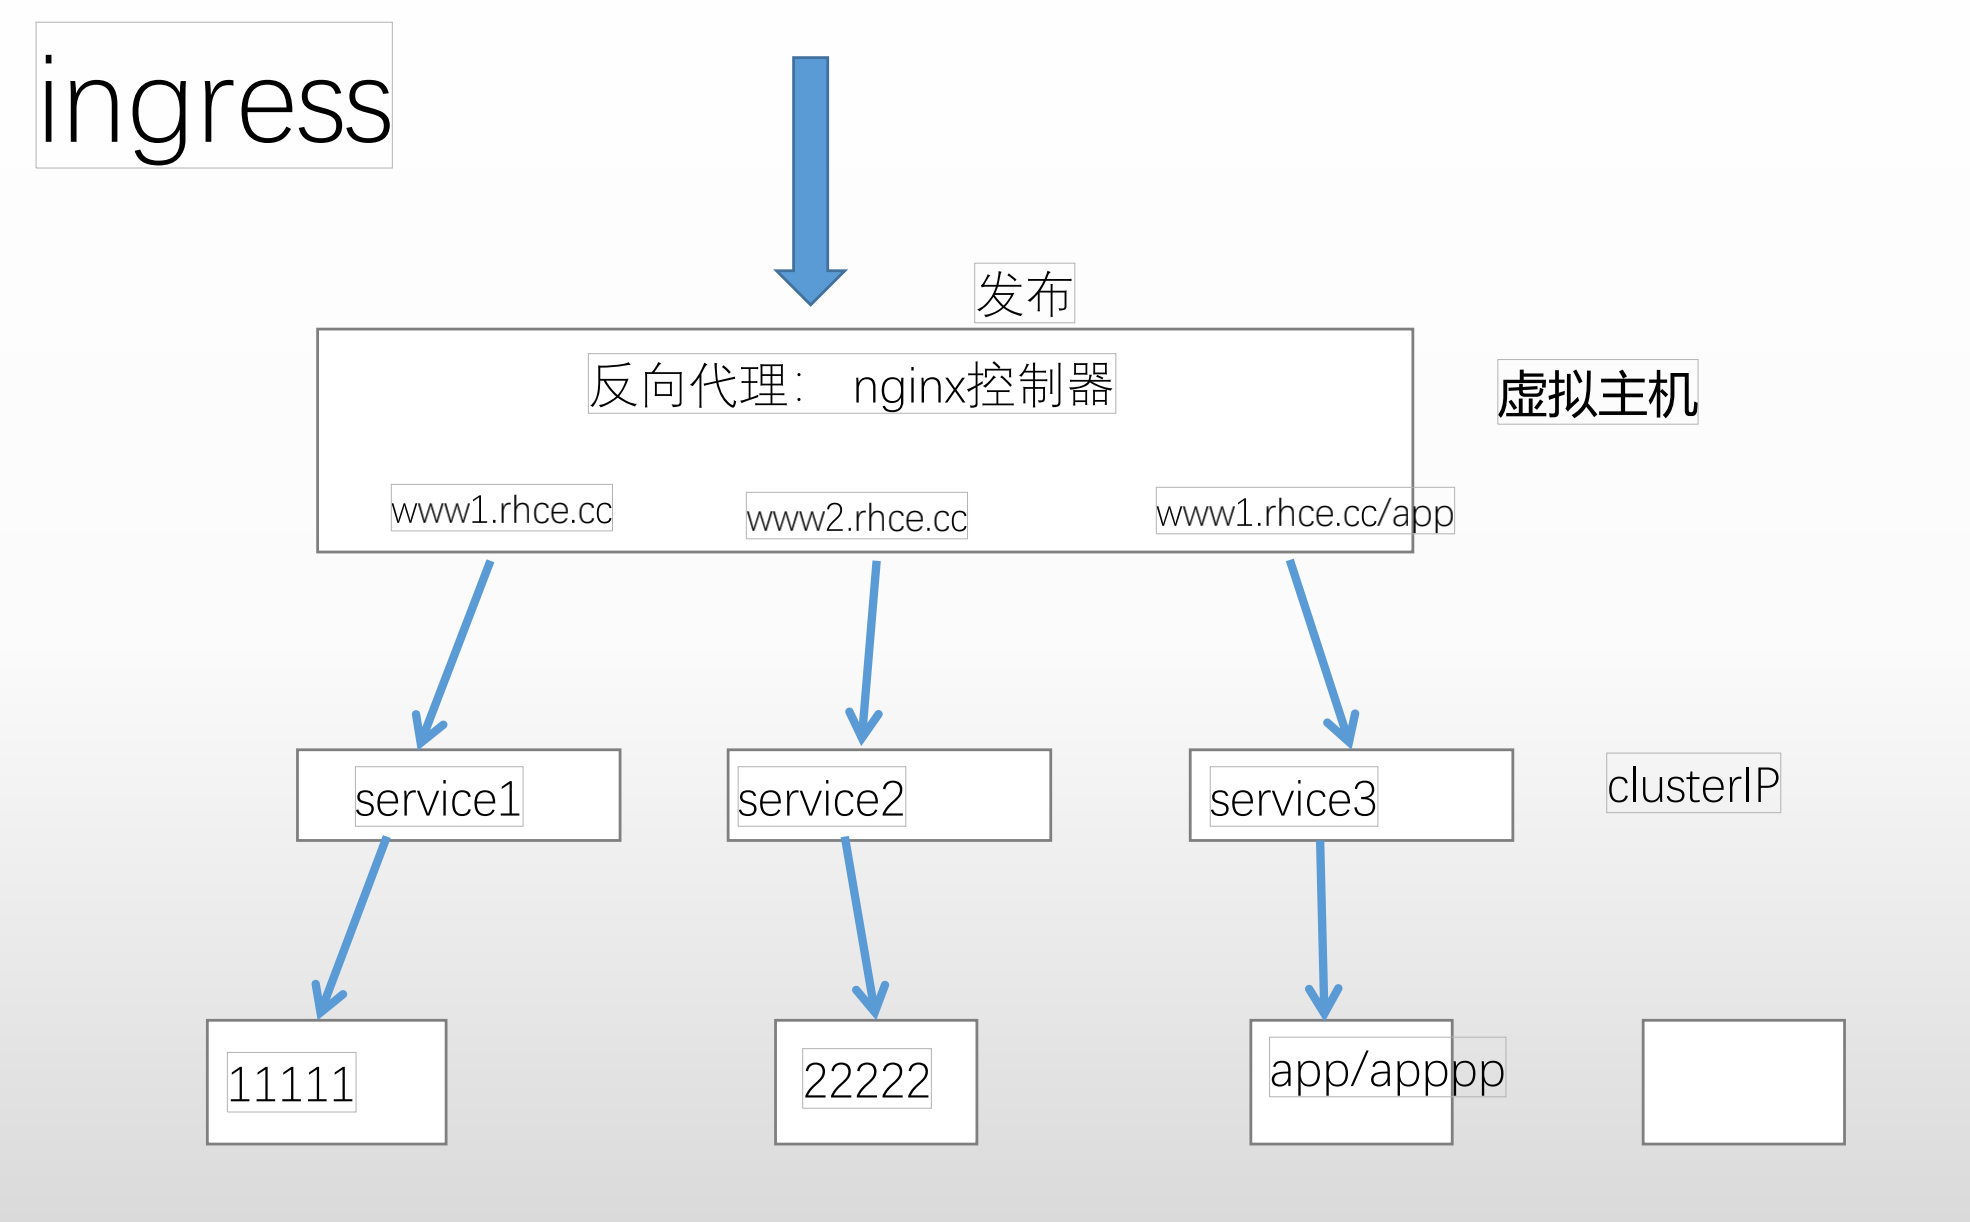 ingress
发布
反向代理： nginx控制器
虚拟主机
www1.rhce.cc
www2.rhce.cc
www1.rhce.cc/app
service1
service2
service3
clusterIP
11111
22222
app/apppp